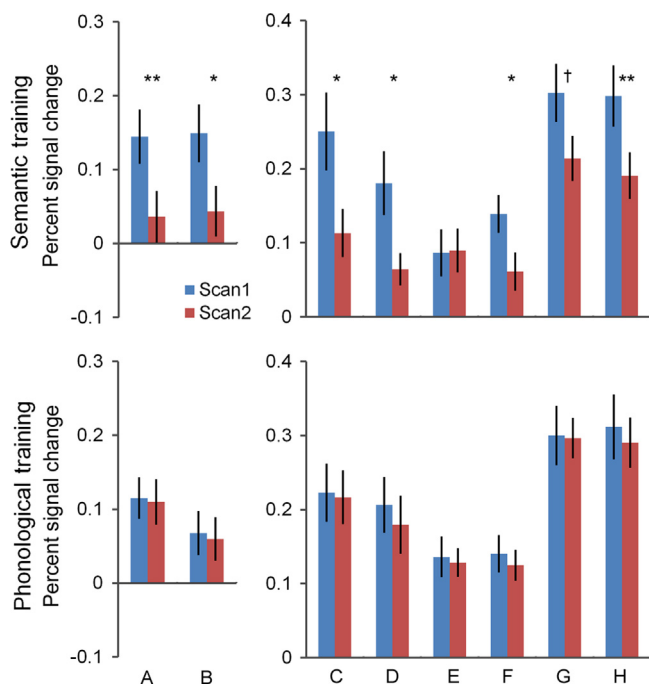 Semantic training
Percent signal change
0.3
0.2
0.1
0
-0.1
** *
0.4
0.3
0.2
0.1
0
* * * † **
Scan1
Scan2
Phonological training
Percent signal change
0.3
0.2
0.1
0
-0.1
0.4
0.3
0.2
0.1
0
A B C D E F G H